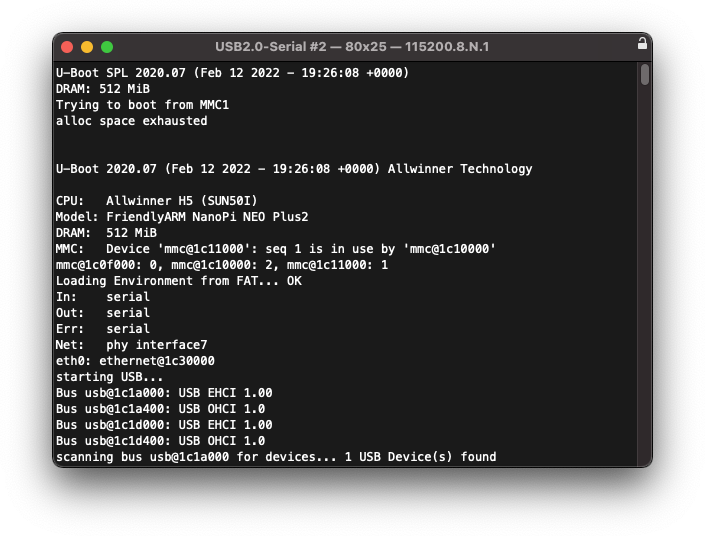 USB2.0-Serial #2 — 80x25 — 115200.8.N.1
U-Boot SPL 2020.07 (Feb 12 2022 - 19:26:08 +0000)
DRAM: 512 MiB
Trying to boot from MMC1
alloc space exhausted
U-Boot 2020.07 (Feb 12 2022 - 19:26:08 +0000) Allwinner Technology
CPU:   Allwinner H5 (SUN50I)
Model: FriendlyARM NanoPi NEO Plus2
DRAM:  512 MiB
MMC:   Device 'mmc@1c11000': seq 1 is in use by 'mmc@1c10000'
mmc@1c0f000: 0, mmc@1c10000: 2, mmc@1c11000: 1
Loading Environment from FAT... OK
In:    serial
Out:   serial
Err:   serial
Net:   phy interface7
eth0: ethernet@1c30000
starting USB...
Bus usb@1c1a000: USB EHCI 1.00
Bus usb@1c1a400: USB OHCI 1.0
Bus usb@1c1d000: USB EHCI 1.00
Bus usb@1c1d400: USB OHCI 1.0
scanning bus usb@1c1a000 for devices... 1 USB Device(s) found